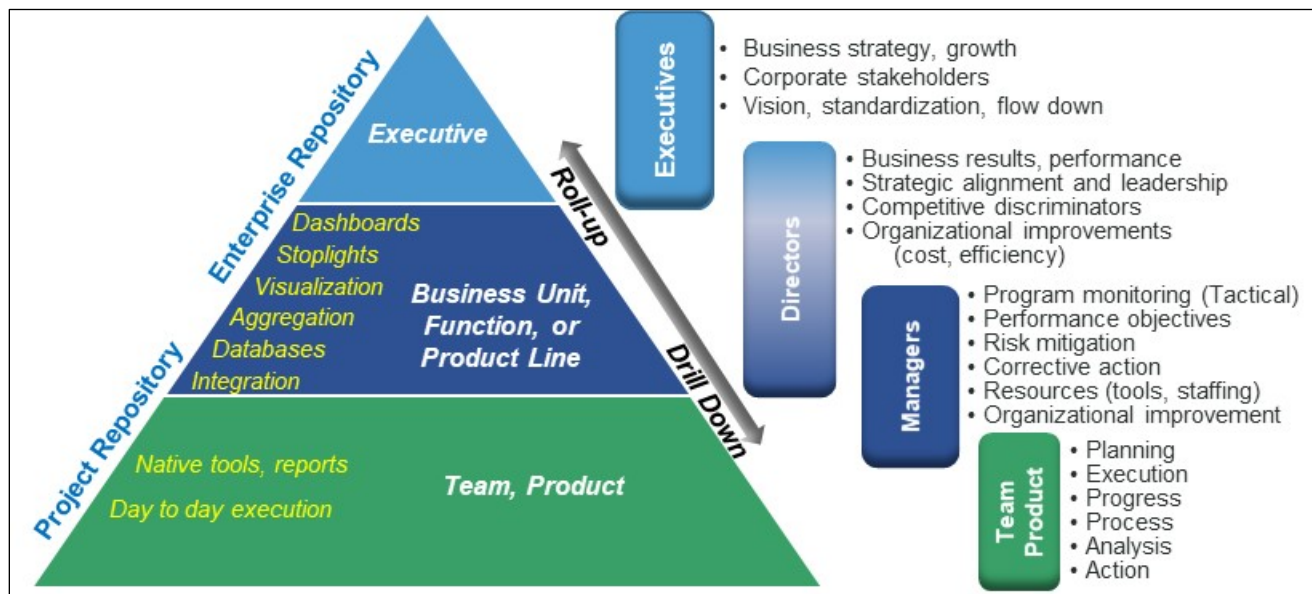 Enterprise Repository
Project Repository
Executive
Dashboards
Stoplights
Visualization
Aggregation
Databases
Integration
Business Unit,
Function, or
Product Line
Native tools, reports
Day to day execution
Team, Product
Roll-up
Drill Down
Executives
• Business strategy, growth
• Corporate stakeholders
• Vision, standardization, flow down
Directors
• Business results, performance
• Strategic alignment and leadership
• Competitive discriminators
• Organizational improvements
(cost, efficiency)
Managers
• Program monitoring (Tactical)
• Performance objectives
• Risk mitigation
• Corrective action
• Resources (tools, staffing)
• Organizational improvement
Team
Product
• Planning
• Execution
• Progress
• Process
• Analysis
• Action